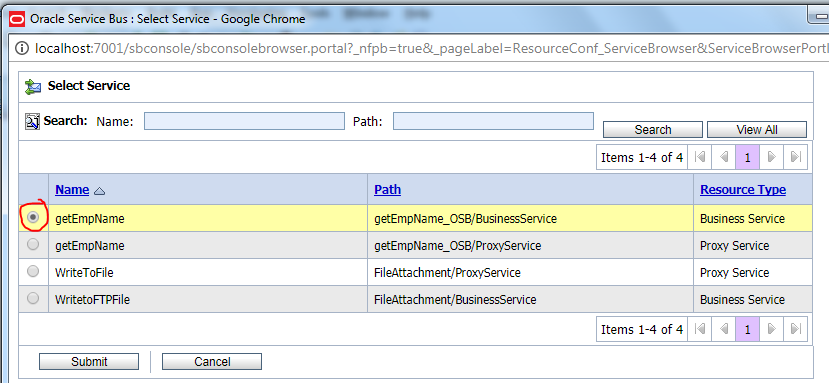 Oracle Service Bus : Select Service - Google Chrome
localhost:7001/sbconsole/sbconsolebrowser.portal?_nfpb=true&_pageLabel=ResourceConf_ServiceBrowser&ServiceBrowserPortl
Select Service
Search: Name: Path: Search View All
Items 1-4 of 4 1
Name Path Resource Type
getEmpName getEmpName_OSB/BusinessService Business Service
getEmpName getEmpName_OSB/ProxyService Proxy Service
WriteToFile FileAttachment/ProxyService Proxy Service
WritetoFTPFile FileAttachment/BusinessService Business Service
Items 1-4 of 4 1
Submit Cancel